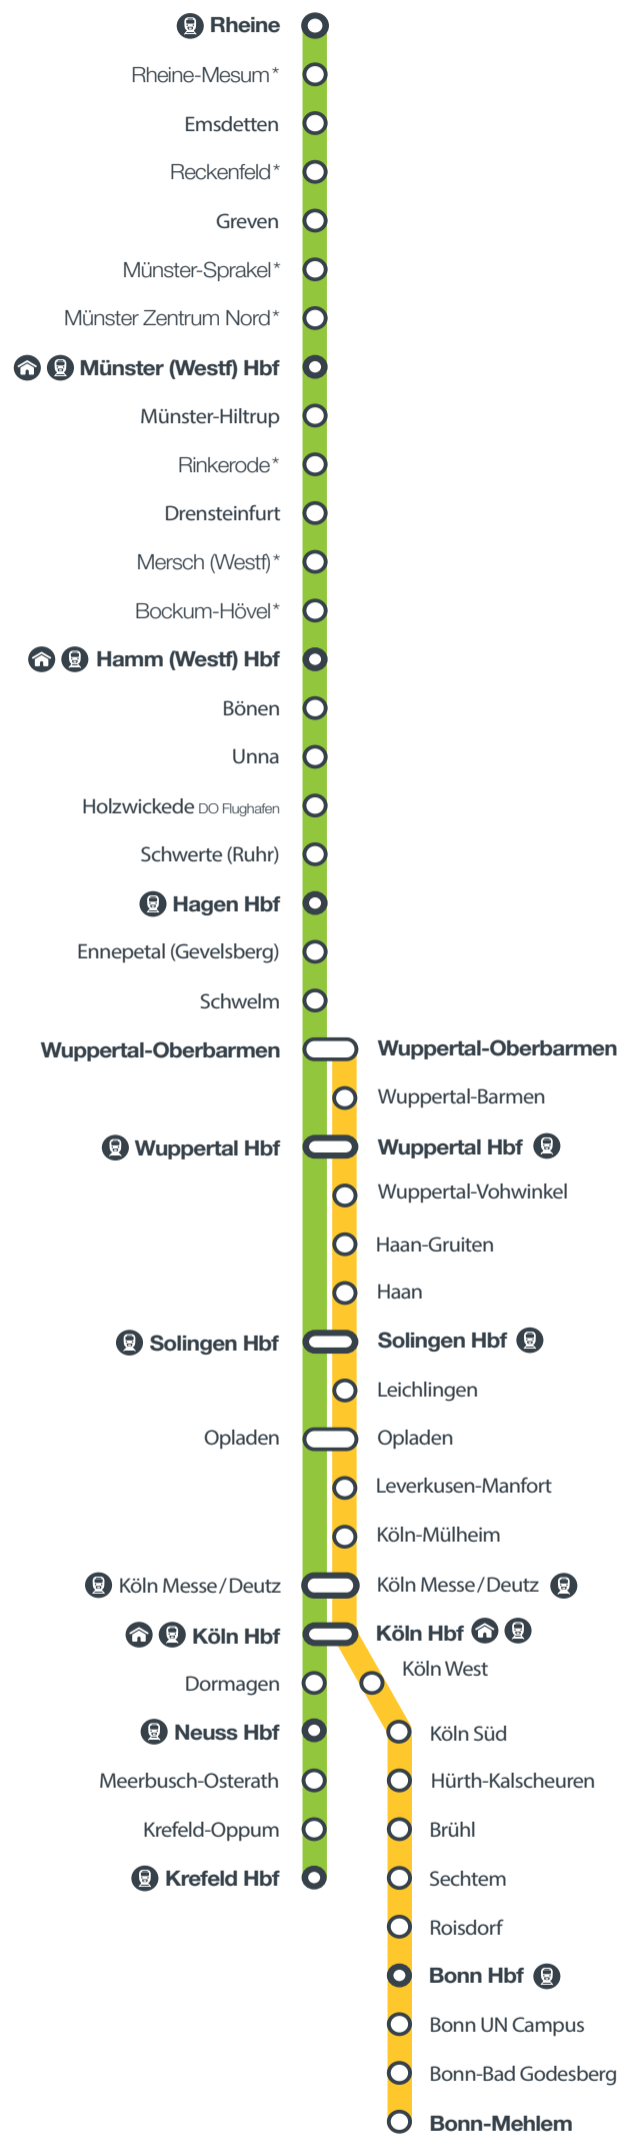 Rheine
Rheine-Mesum*
Emsdetten
Reckenfeld*
Greven
Münster-Sprakel*
Münster Zentrum Nord*
Münster (Westf) Hbf
Münster-Hiltrup
Rinkerode*
Drensteinfurt
Mersch (Westf)*
Bockum-Hövel*
Hamm (Westf) Hbf
Bönen
Unna
Holzwickede DO Flughafen
Schwerte (Ruhr)
Hagen Hbf
Ennepetal (Gevelsberg)
Schwelm
Wuppertal-Oberbarmen
Wuppertal Hbf
Solingen Hbf
Opladen
Köln Messe/Deutz
Köln Hbf
Dormagen
Neuss Hbf
Meerbusch-Osterath
Krefeld-Oppum
Krefeld Hbf
Wuppertal-Oberbarmen
Wuppertal-Barmen
Wuppertal Hbf
Wuppertal-Vohwinkel
Haan-Gruiten
Haan
Solingen Hbf
Leichlingen
Opladen
Leverkusen-Manfort
Köln-Mülheim
Köln Messe/Deutz
Köln Hbf
Köln West
Köln Süd
Hürth-Kalscheuren
Brühl
Sechtem
Roisdorf
Bonn Hbf
Bonn UN Campus
Bonn-Bad Godesberg
Bonn-Mehlem